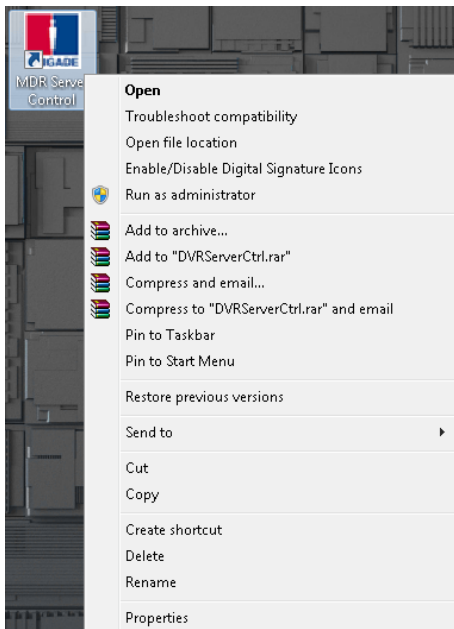 IGADE
MDR Serve
Control
Open
Troubleshoot compatibility
Open file location
Enable/Disable Digital Signature Icons
Run as administrator
Add to archive...
Add to "DVRServerCtrl.rar"
Compress and email...
Compress to "DVRServerCtrl.rar" and email
Pin to Taskbar
Pin to Start Menu
Restore previous versions
Send to
Cut
Copy
Create shortcut
Delete
Rename
Properties